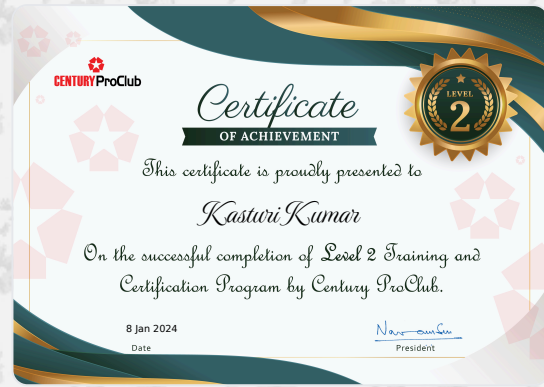 CENTURY ProClub
LEVEL
2
Certificate
OF ACHIEVEMENT
This certificate is proudly presented to
Kasturi Kumar
On the successful completion of Level 2 Training and
Certification Program by Century ProClub.
8 Jan 2024
Date
President